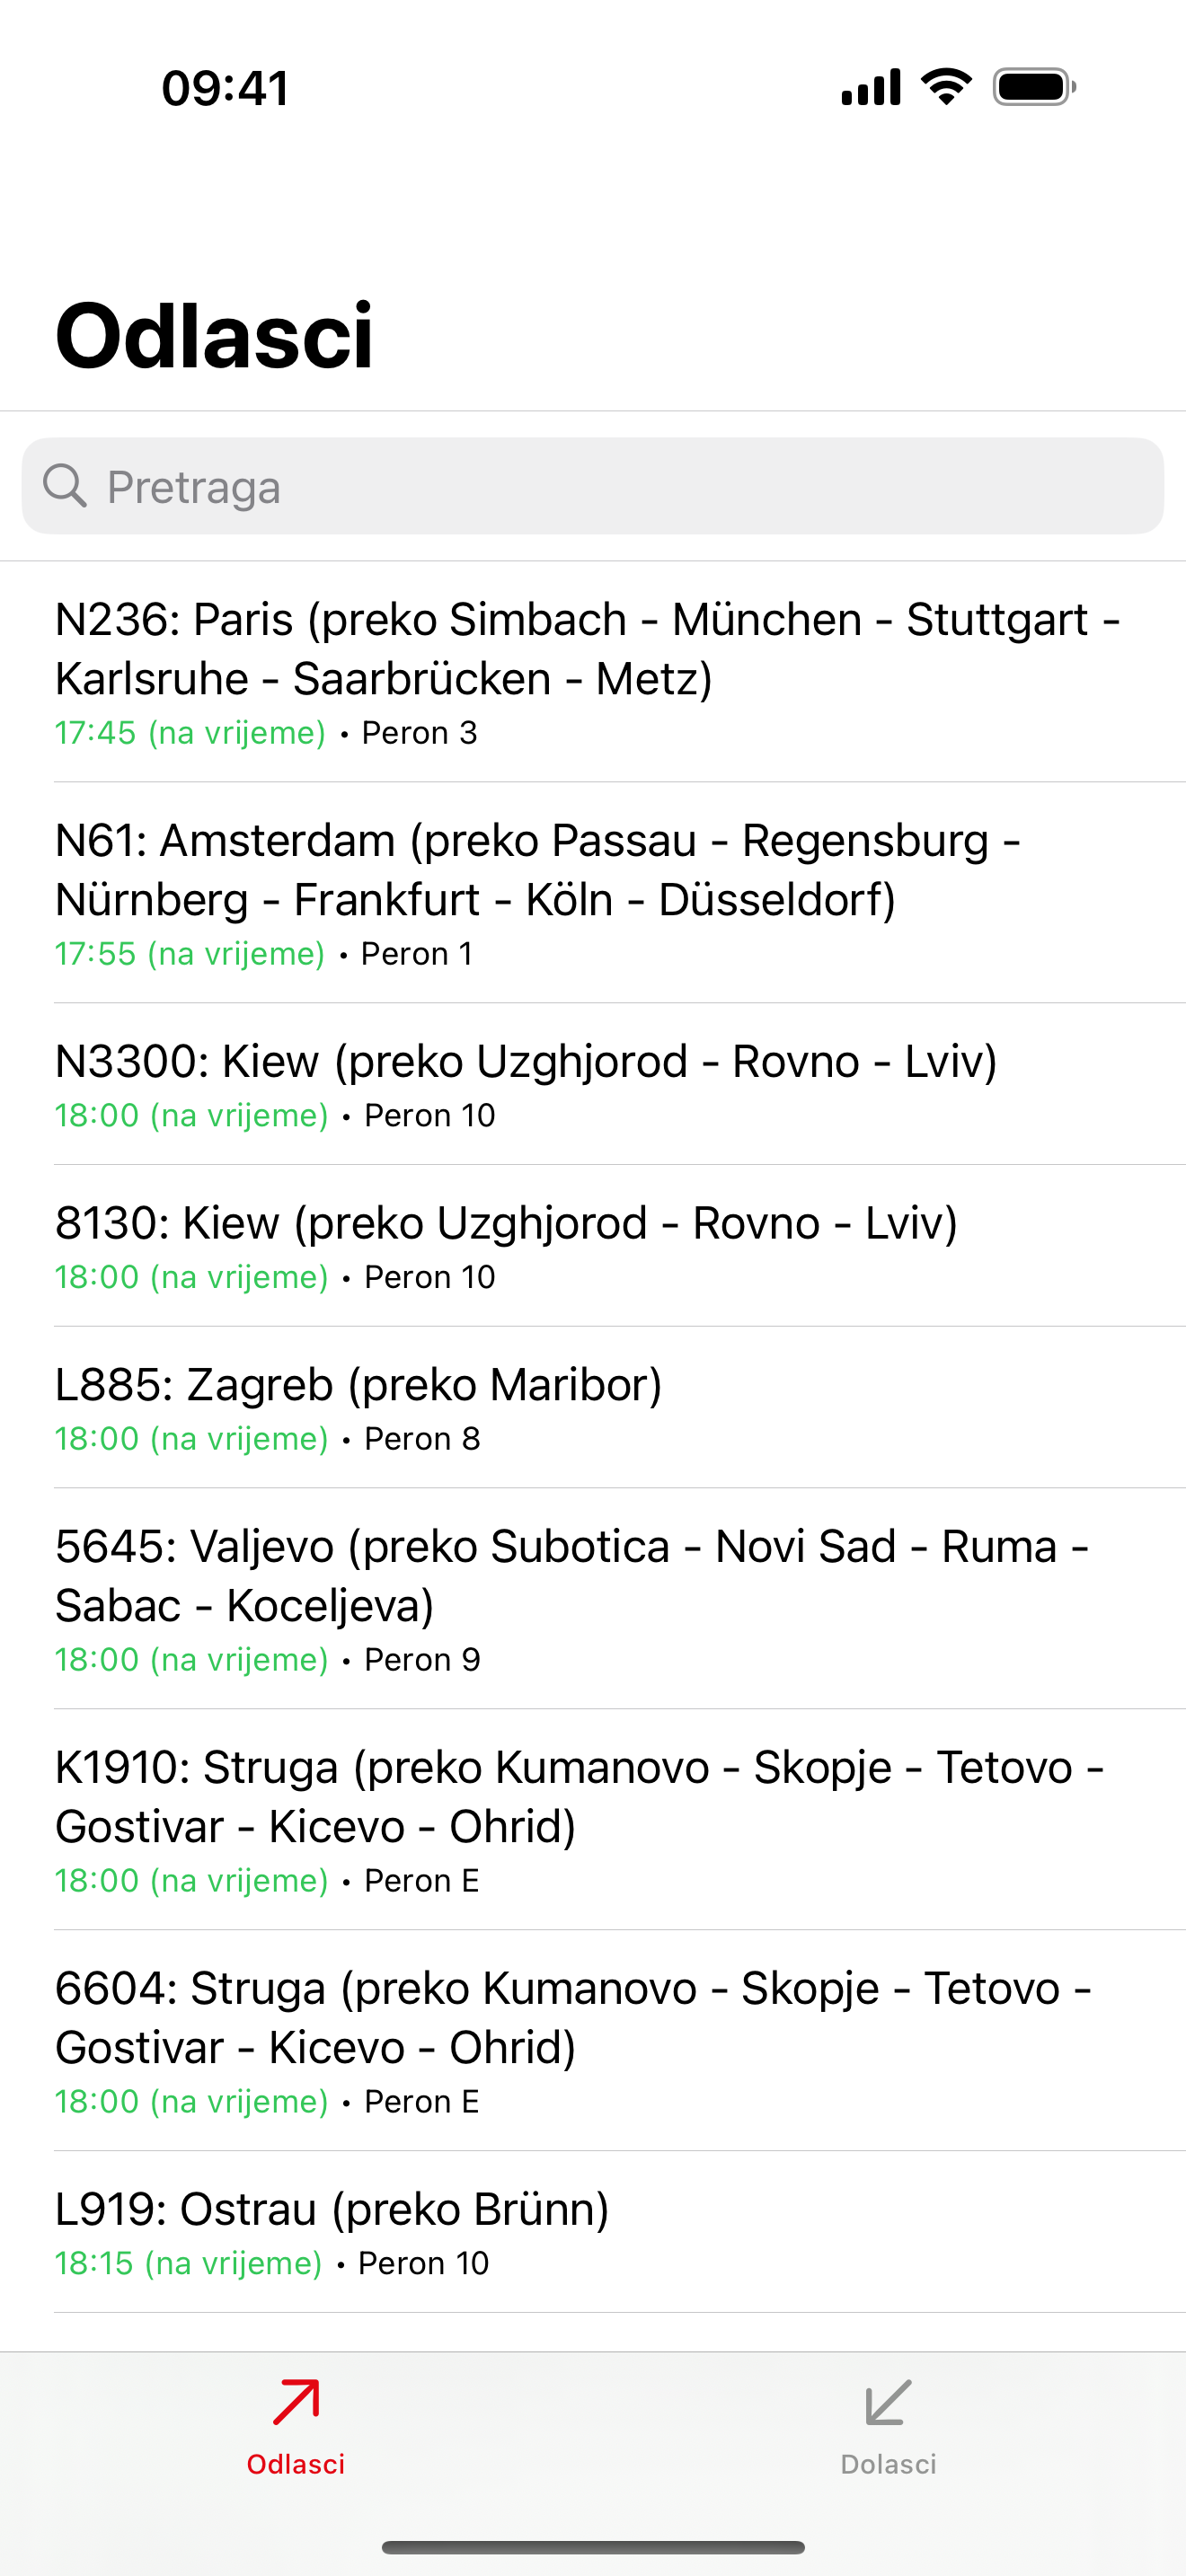 09:41
Odlasci
Pretraga
N236: Paris (preko Simbach - München - Stuttgart -
Karlsruhe - Saarbrücken - Metz)
17:45 (na vrijeme) • Peron 3
N61: Amsterdam (preko Passau - Regensburg -
Nürnberg - Frankfurt - Köln - Düsseldorf)
17:55 (na vrijeme) • Peron 1
N3300: Kiew (preko Uzghjorod - Rovno - Lviv)
18:00 (na vrijeme) • Peron 10
8130: Kiew (preko Uzghjorod - Rovno - Lviv)
18:00 (na vrijeme) • Peron 10
L885: Zagreb (preko Maribor)
18:00 (na vrijeme) • Peron 8
5645: Valjevo (preko Subotica - Novi Sad - Ruma -
Sabac - Koceljeva)
18:00 (na vrijeme) • Peron 9
K1910: Struga (preko Kumanovo - Skopje - Tetovo -
Gostivar - Kicevo - Ohrid)
18:00 (na vrijeme) • Peron E
6604: Struga (preko Kumanovo - Skopje - Tetovo -
Gostivar - Kicevo - Ohrid)
18:00 (na vrijeme) • Peron E
L919: Ostrau (preko Brünn)
18:15 (na vrijeme) • Peron 10
Odlasci
Dolasci